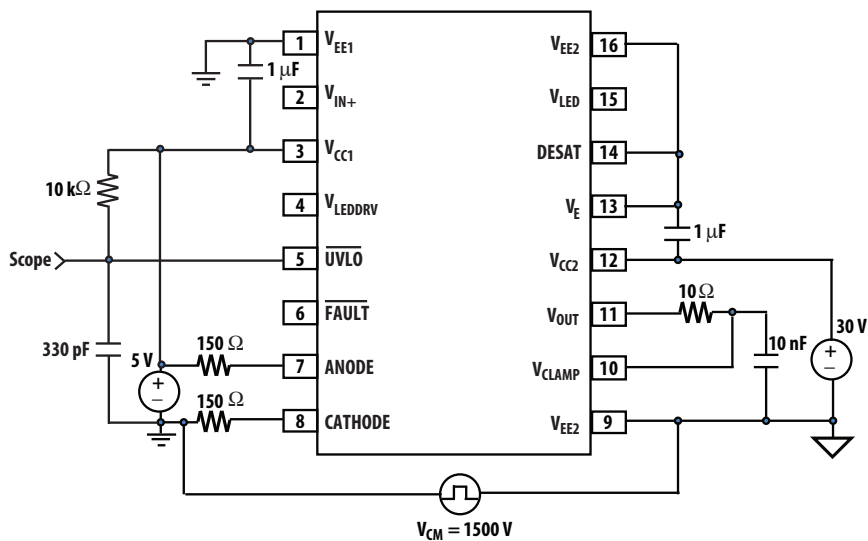 1 V_EE1 V_EE2 16
1 μF
2 V_IN+ V_LED 15
3 V_CC1 DESAT 14
10 kΩ
4 V_LEDDRV V_E 13
1 μF
Scope 5 U̅V̅L̅O̅ V_CC2 12
10 Ω
6 F̅A̅U̅L̅T̅ V_OUT 11
30 V
330 pF 5 V 150 Ω 10 nF
+ − 7 ANODE V_CLAMP 10 + −
150 Ω
8 CATHODE V_EE2 9
V_CM = 1500 V